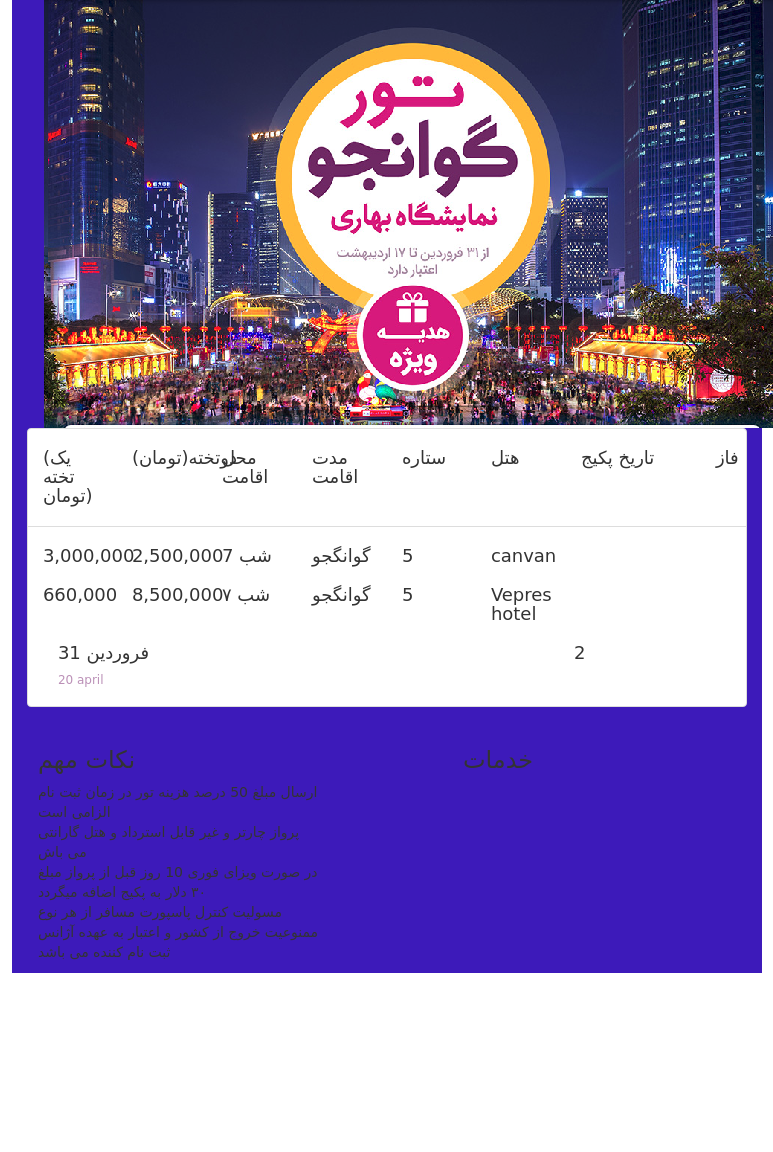 تور
گوانجو
نمایشگاه بهاری
از ۳۱ فروردین تا ۱۷ اردیبهشت
اعتبار دارد
هدیــه
ویژه
فاز تاریخ پکیج هتل ستاره مدت اقامت محل اقامت دوتخته(تومان) (یک تخته تومان)
3,000,000 2,500,000 7 شب گوانگجو 5 canvan
660,000 8,500,000 ۷ شب گوانگجو 5 Vepres hotel
31 فروردین 2
20 april
نکات مهم
خدمات
ارسال مبلغ 50 درصد هزینه تور در زمان ثبت نام
الزامی است
پرواز چارتر و غیر قابل استرداد و هتل گارانتی
می باش
در صورت ویزای فوری 10 روز قبل از پرواز مبلغ
دلار به پکیج اضافه میگردد
مسولیت کنترل پاسپورت مسافر از هر نوع
ممنوعیت خروج از کشور و اعتبار به عهده آژانس
ثبت نام کننده می باشد.